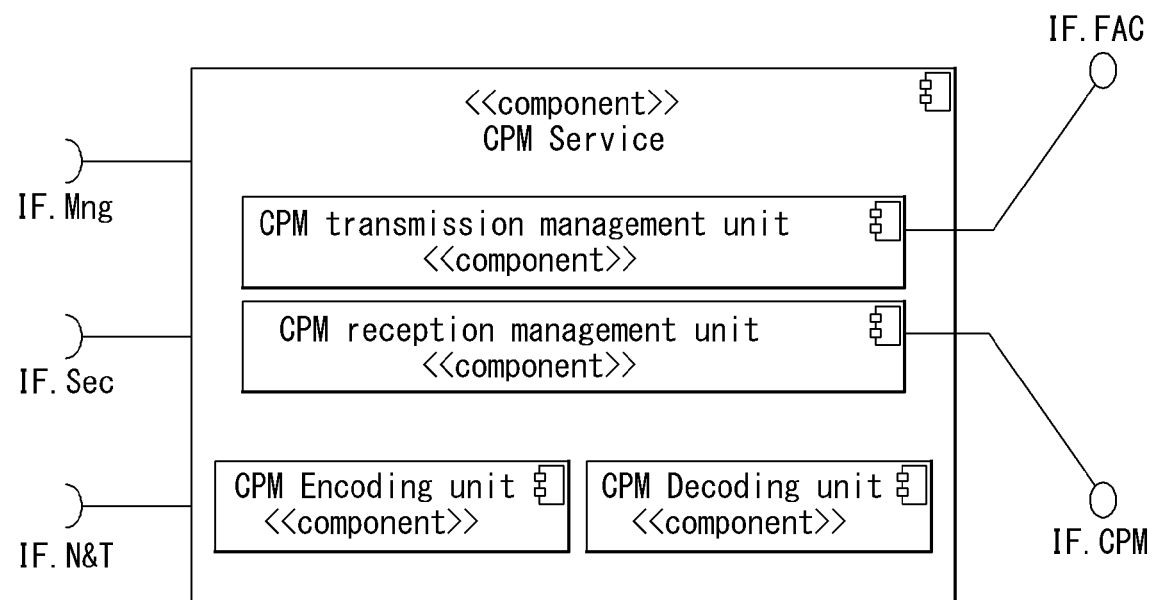 IF.FAC
<<component>>
CPM Service
IF.Mng
CPM transmission management unit
<<component>>
CPM reception management unit
<<component>>
IF.Sec
CPM Encoding unit
<<component>>
CPM Decoding unit
<<component>>
IF.N&T
IF.CPM